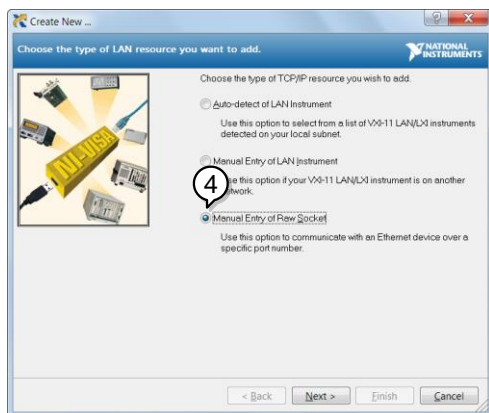 Create New ...
Choose the type of LAN resource you want to add.
NATIONAL
INSTRUMENTS
NI-VISA
Choose the type of TCP/IP resource you wish to add.
Auto-detect of LAN Instrument
Use this option to select from a list of VXI-11 LAN/LXI instruments
detected on your local subnet.
Manual Entry of LAN Instrument
this option if your VXI-11 LAN/LXI instrument is on another
4
Manual Entry of Raw Socket
Use this option to communicate with an Ethernet device over a
specific port number.
< Back
Next >
Finish
Cancel